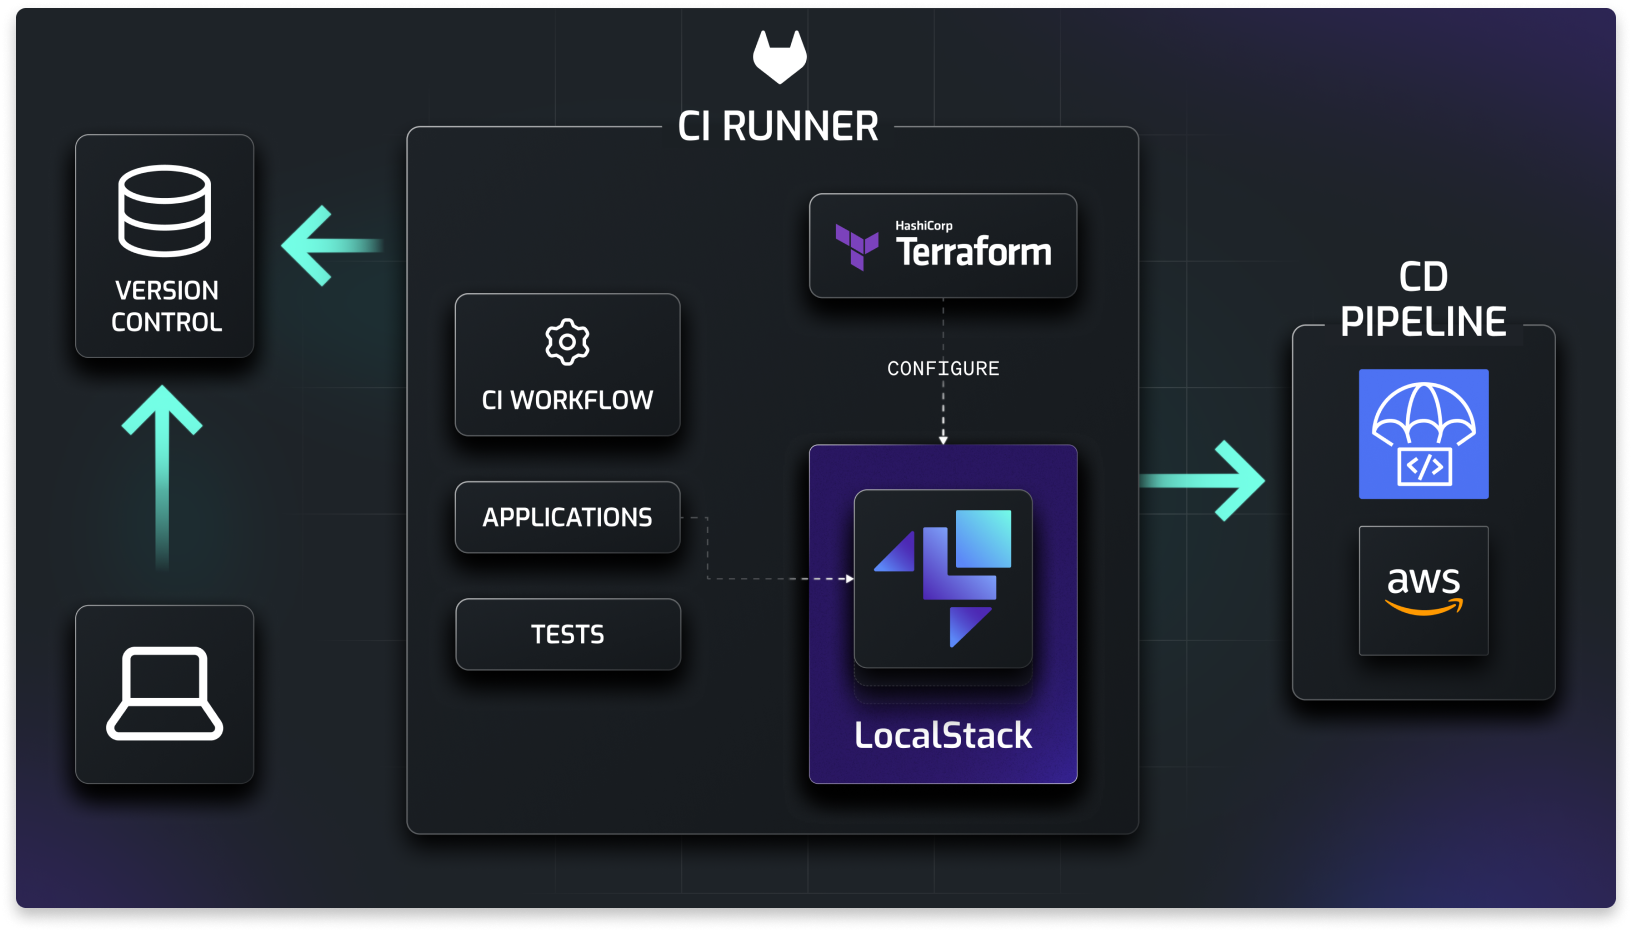 CI RUNNER
VERSION
CONTROL
HashiCorp
Terraform
CONFIGURE
CI WORKFLOW
APPLICATIONS
TESTS
LocalStack
CD
PIPELINE
</>
aws